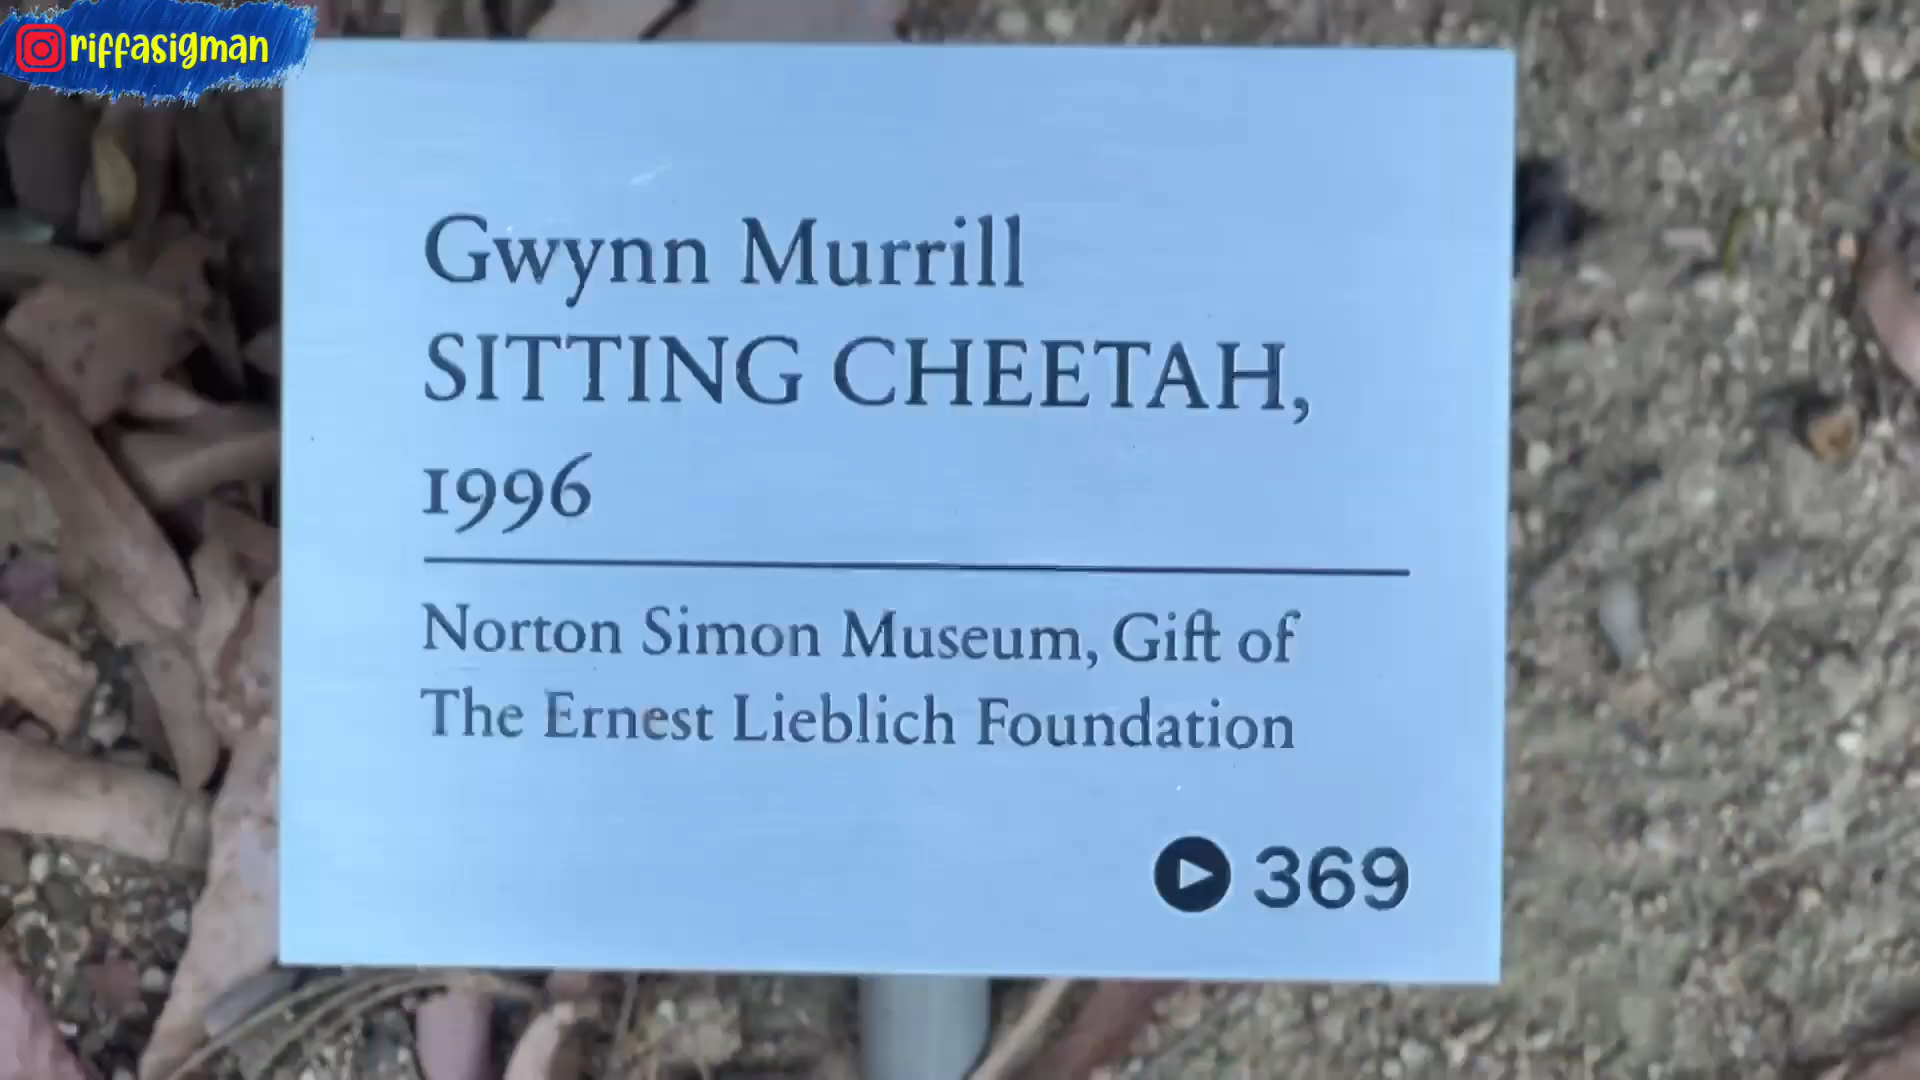 riffasigman
Gwynn Murrill
SITTING CHEETAH,
1996
Norton Simon Museum, Gift of
The Ernest Lieblich Foundation
369